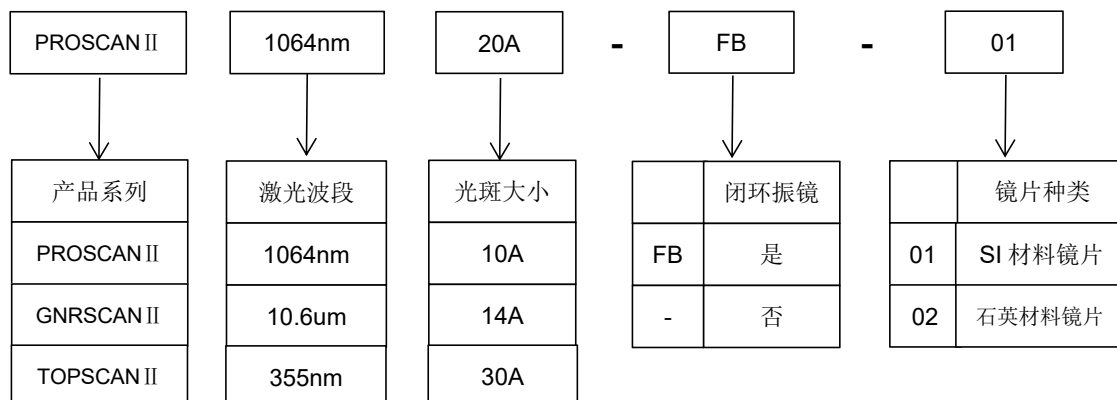 PROSCANⅡ 1064nm 20A - FB - 01
产品系列 激光波段 光斑大小 闭环振镜 镜片种类
PROSCANⅡ 1064nm 10A FB 是 01 SI 材料镜片
GNRSCANⅡ 10.6um 14A - 否 02 石英材料镜片
TOPSCANⅡ 355nm 30A